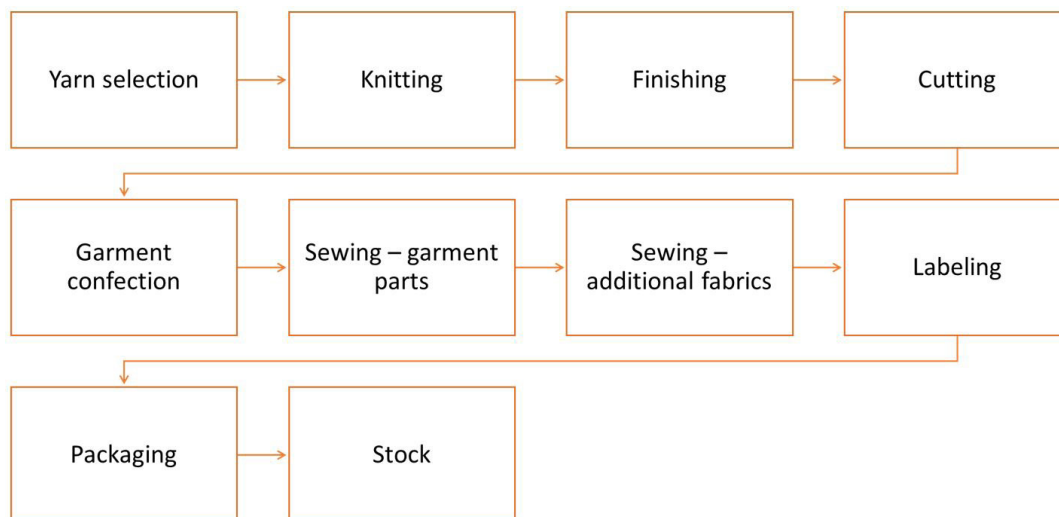 Yarn selection
Knitting
Finishing
Cutting
Garment
confection
Sewing – garment
parts
Sewing –
additional fabrics
Labeling
Packaging
Stock